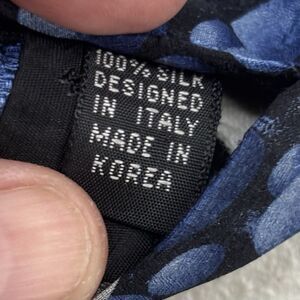 100% SILK
DESIGNED
IN ITALY
MADE IN
KOREA